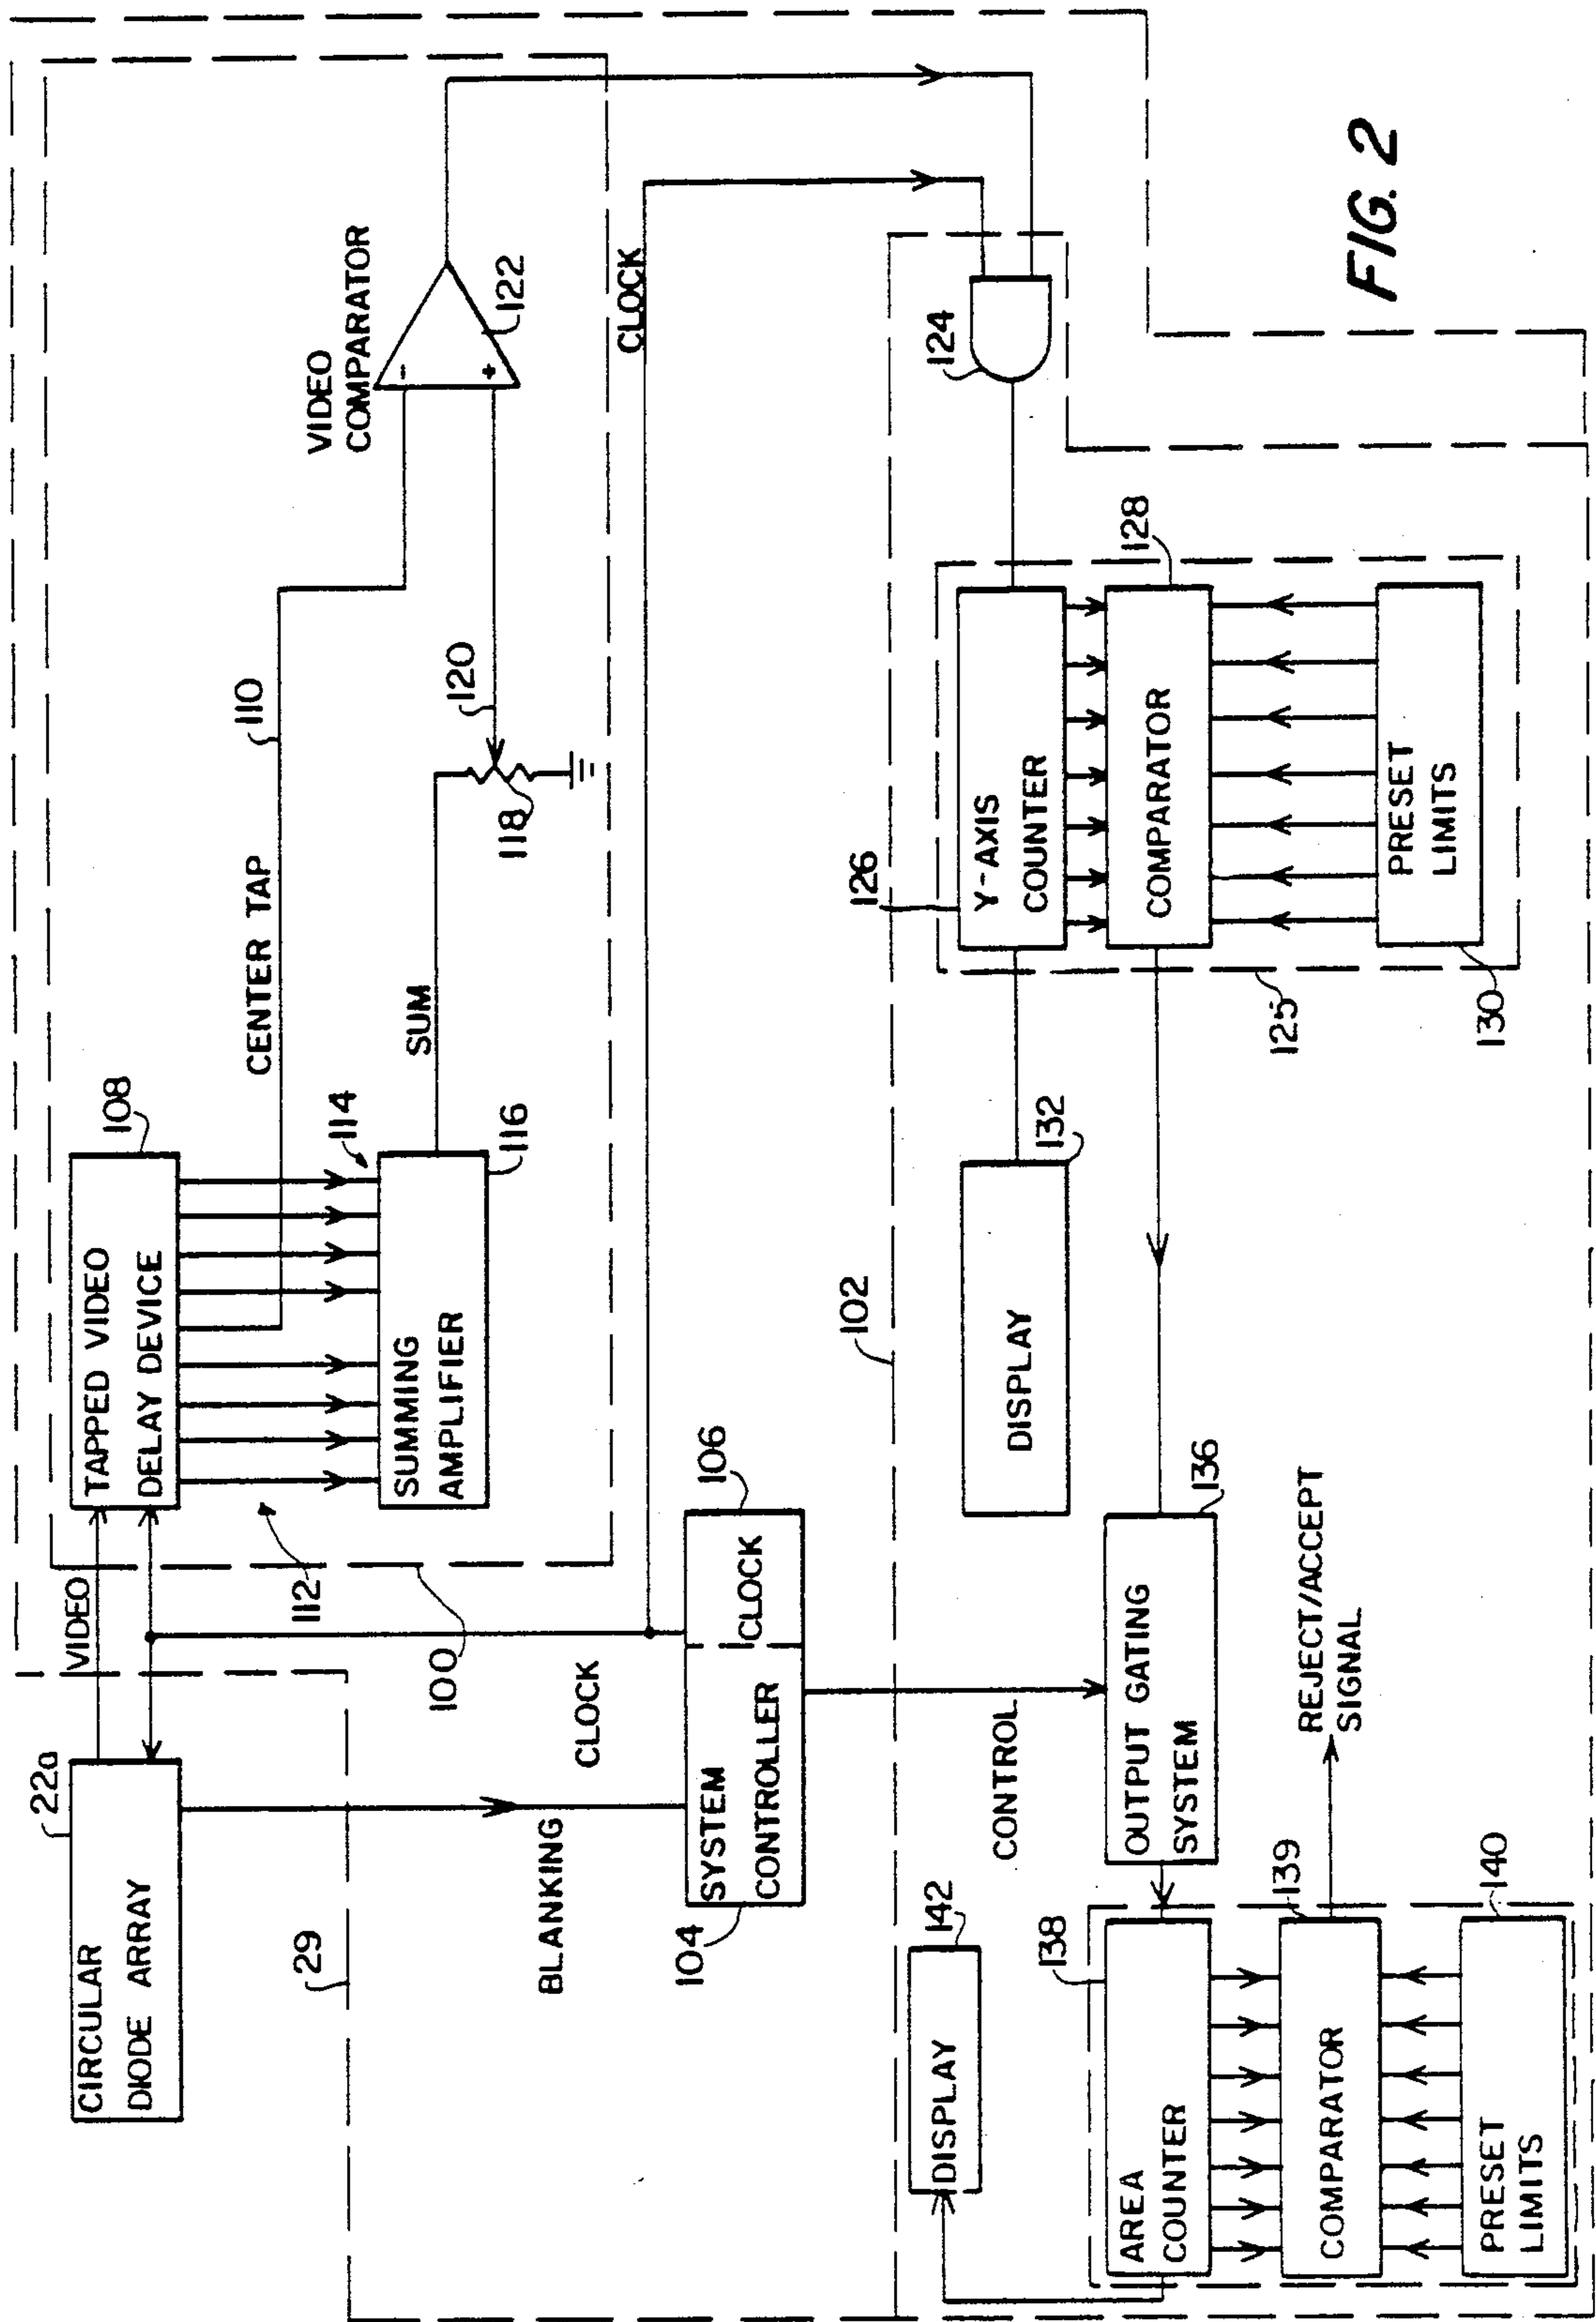 CIRCULAR
DIODE ARRAY
22a
VIDEO
TAPPED VIDEO
DELAY DEVICE
108
CENTER TAP
110
112
114
SUMMING
AMPLIFIER
116
SUM
118
120
VIDEO
COMPARATOR
-
+
122
100
29
BLANKING
CLOCK
SYSTEM
CONTROLLER
CLOCK
104
106
CLOCK
102
CONTROL
124
126
Y-AXIS
COUNTER
COMPARATOR
128
PRESET
LIMITS
130
125
DISPLAY
132
OUTPUT GATING
SYSTEM
136
DISPLAY
142
138
AREA
COUNTER
COMPARATOR
139
REJECT/ACCEPT
SIGNAL
PRESET
LIMITS
140
FIG. 2